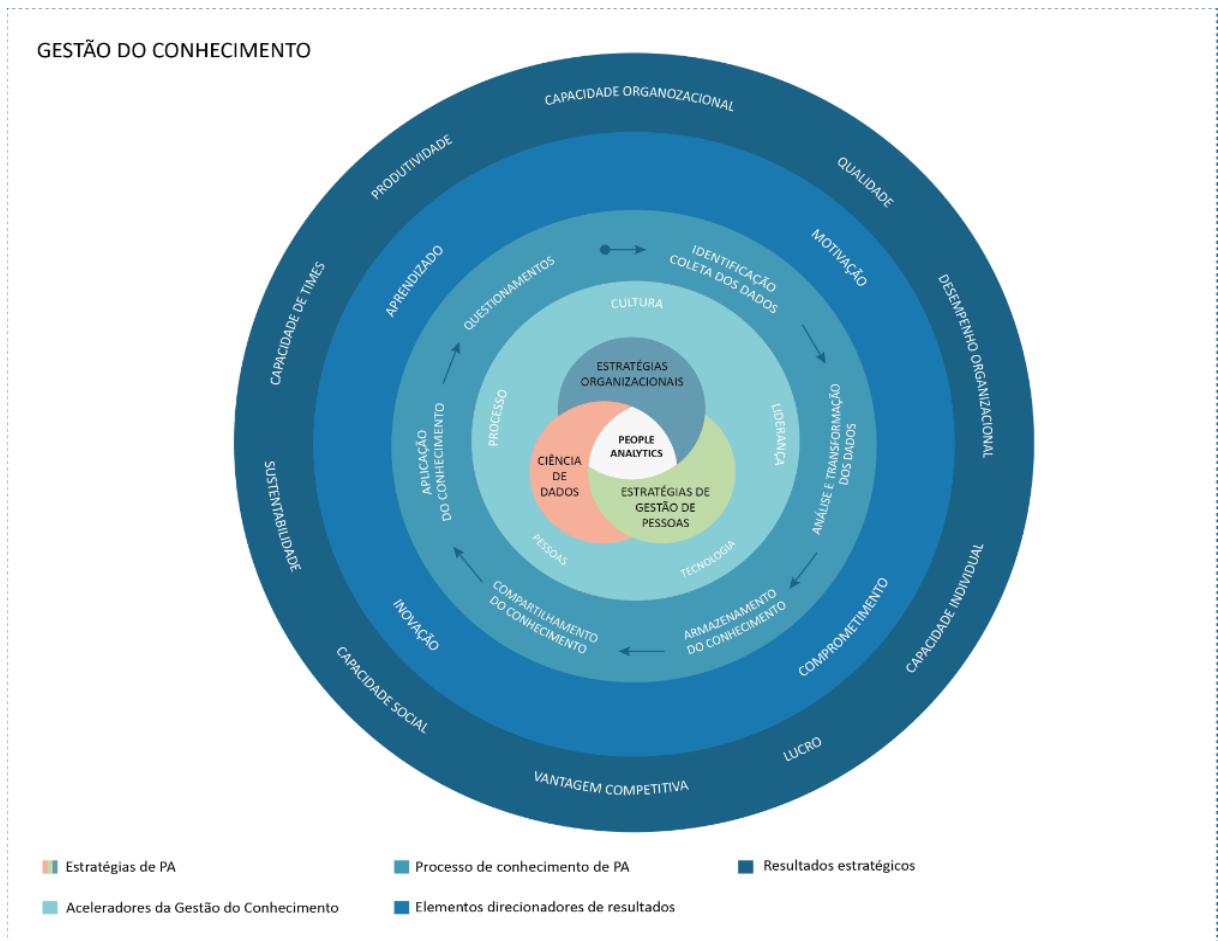 GESTÃO DO CONHECIMENTO
CAPACIDADE ORGANOZACIONAL
QUALIDADE
DESEMPENHO ORGANIZACIONAL
CAPACIDADE INDIVIDUAL
LUCRO
VANTAGEM COMPETITIVA
CAPACIDADE SOCIAL
SUSTENTABILIDADE
CAPACIDADE DE TIMES
PRODUTIVIDADE
APRENDIZADO
MOTIVAÇÃO
COMPROMETIMENTO
INOVAÇÃO
QUESTIONAMENTOS
IDENTIFICAÇÃO
COLETA DOS DADOS
ANÁLISE E TRANSFORMAÇÃO
DOS DADOS
ARMAZENAMENTO
DO CONHECIMENTO
COMPARTILHAMENTO
DO CONHECIMENTO
APLICAÇÃO
DO CONHECIMENTO
CULTURA
LIDERANÇA
TECNOLOGIA
PESSOAS
PROCESSO
ESTRATÉGIAS
ORGANIZACIONAIS
PEOPLE
ANALYTICS
CIÊNCIA
DE
DADOS
ESTRATÉGIAS DE
GESTÃO DE
PESSOAS
Estratégias de PA
Processo de conhecimento de PA
Resultados estratégicos
Aceleradores da Gestão do Conhecimento
Elementos direcionadores de resultados